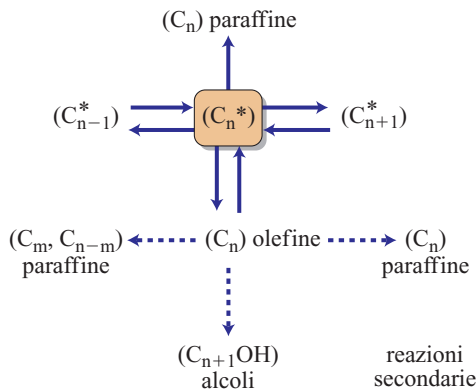 (Cₙ) paraffine
(C*ₙ₋₁) (Cₙ*) (C*ₙ₊₁)
(Cₘ, Cₙ₋ₘ) (Cₙ) olefine (Cₙ)
paraffine paraffine
(Cₙ₊₁OH) reazioni
alcoli secondarie